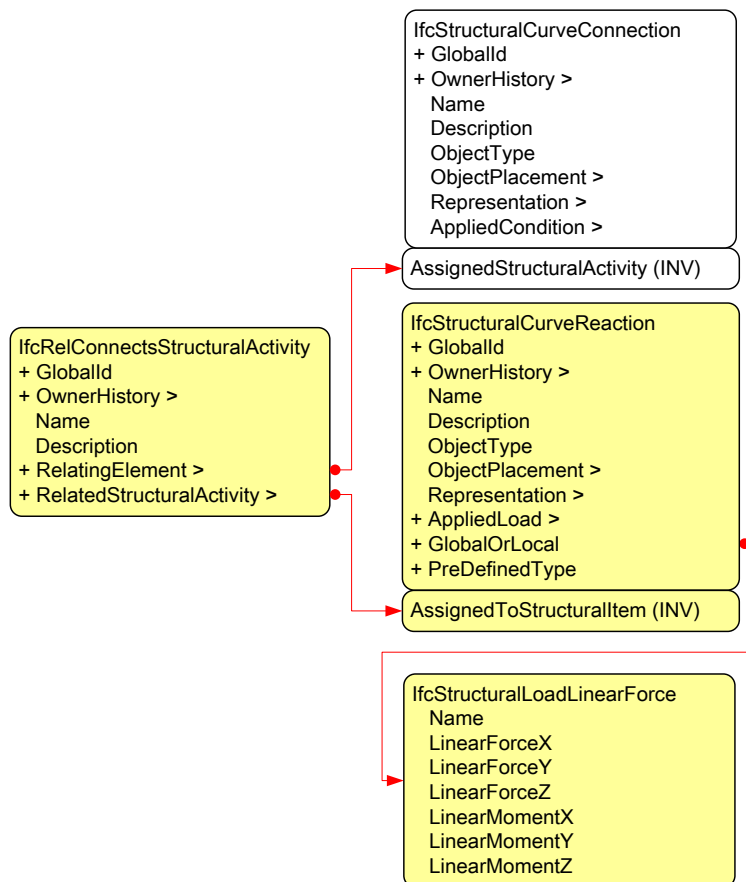 IfcStructuralCurveConnection
+ GlobalId
+ OwnerHistory >
Name
Description
ObjectType
ObjectPlacement >
Representation >
AppliedCondition >
AssignedStructuralActivity (INV)
IfcRelConnectsStructuralActivity
+ GlobalId
+ OwnerHistory >
Name
Description
+ RelatingElement >
+ RelatedStructuralActivity >
IfcStructuralCurveReaction
+ GlobalId
+ OwnerHistory >
Name
Description
ObjectType
ObjectPlacement >
Representation >
+ AppliedLoad >
+ GlobalOrLocal
+ PreDefinedType
AssignedToStructuralItem (INV)
IfcStructuralLoadLinearForce
Name
LinearForceX
LinearForceY
LinearForceZ
LinearMomentX
LinearMomentY
LinearMomentZ